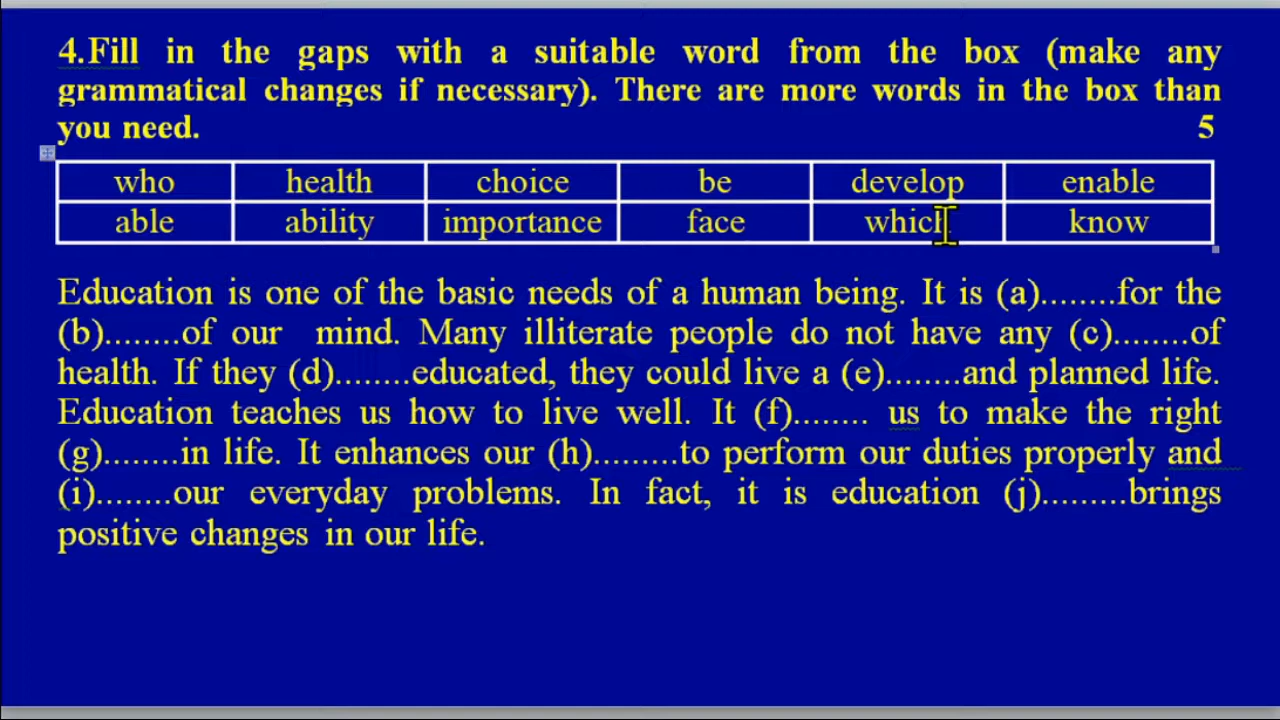 4.Fill in the gaps with a suitable word from the box (make any
grammatical changes if necessary). There are more words in the box than
you need. 5
who health choice be develop enable
able ability importance face which know
Education is one of the basic needs of a human being. It is (a)........for the
(b)........of our mind. Many illiterate people do not have any (c)........of
health. If they (d)........educated, they could live a (e)........and planned life.
Education teaches us how to live well. It (f)........ us to make the right
(g)........in life. It enhances our (h).........to perform our duties properly and
(i)........our everyday problems. In fact, it is education (j).........brings
positive changes in our life.